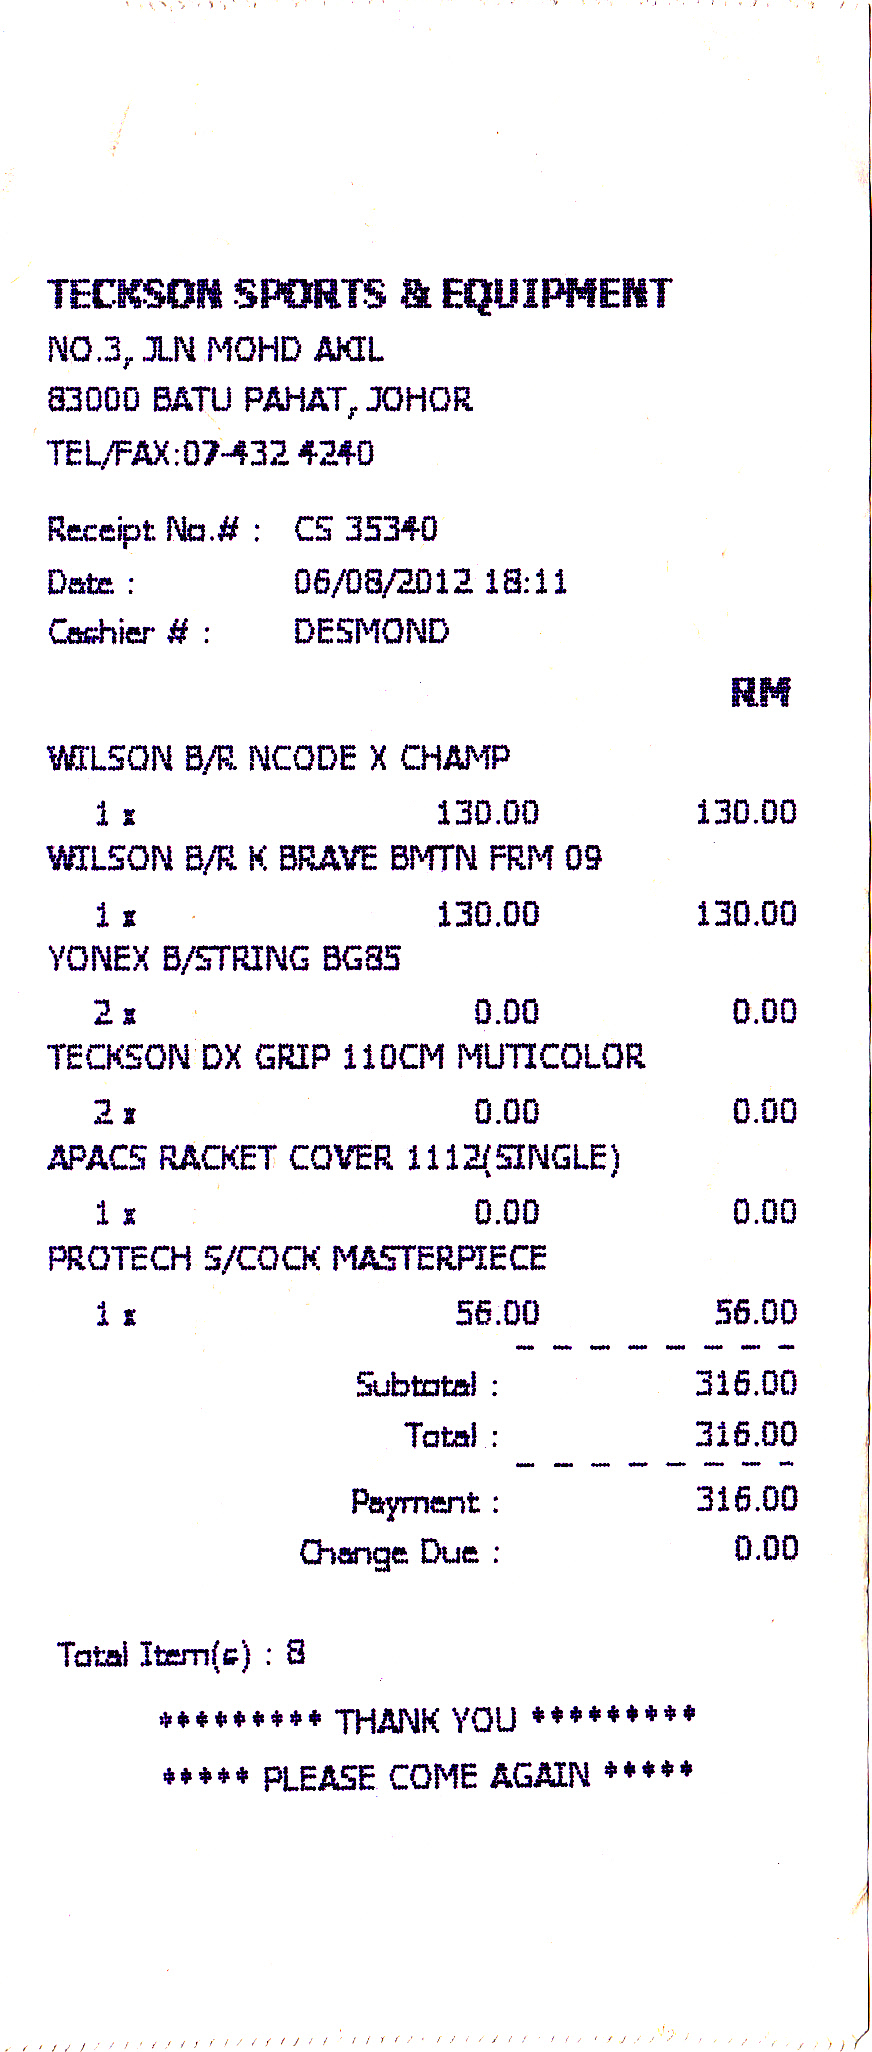 TECKSON SPORTS & EQUIPMENT
NO.3, JLN MOHD AKIL
83000 BATU PAHAT, JOHOR
TEL/FAX:07-432 4240
Receipt No.# : CS 35340
Date : 06/08/2012 18:11
Cashier # : DESMOND
RM
WILSON B/R NCODE X CHAMP
1 x 130.00 130.00
WILSON B/R K BRAVE BMTN FRM 09
1 x 130.00 130.00
YONEX B/STRING BG85
2 x 0.00 0.00
TECKSON DX GRIP 110CM MUTICOLOR
2 x 0.00 0.00
APACS RACKET COVER 1112(SINGLE)
1 x 0.00 0.00
PROTECH S/COCK MASTERPIECE
1 x 56.00 56.00
Subtotal : 316.00
Total : 316.00
Payment : 316.00
Change Due : 0.00
Total Item(s) : 8
********* THANK YOU *********
***** PLEASE COME AGAIN *****